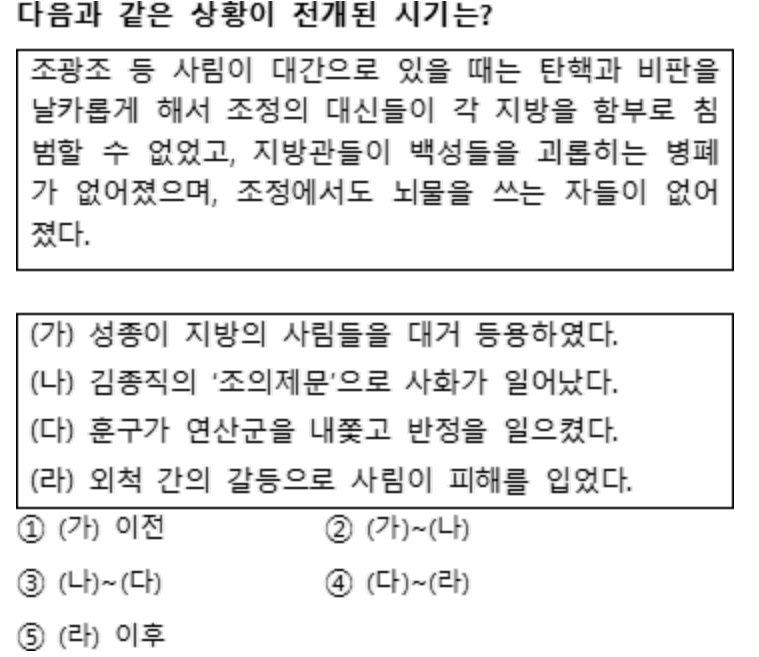 다음과 같은 상황이 전개된 시기는?
조광조 등 사림이 대간으로 있을 때는 탄핵과 비판을
날카롭게 해서 조정의 대신들이 각 지방을 함부로 침
범할 수 없었고, 지방관들이 백성들을 괴롭히는 병폐
가 없어졌으며, 조정에서도 뇌물을 쓰는 자들이 없어
졌다.
(가) 성종이 지방의 사림들을 대거 등용하였다.
(나) 김종직의 '조의제문'으로 사화가 일어났다.
(다) 훈구가 연산군을 내쫓고 반정을 일으켰다.
(라) 외척 간의 갈등으로 사림이 피해를 입었다.
① (가) 이전 ② (가)~(나)
③ (나)~(다) ④ (다)~(라)
⑤ (라) 이후